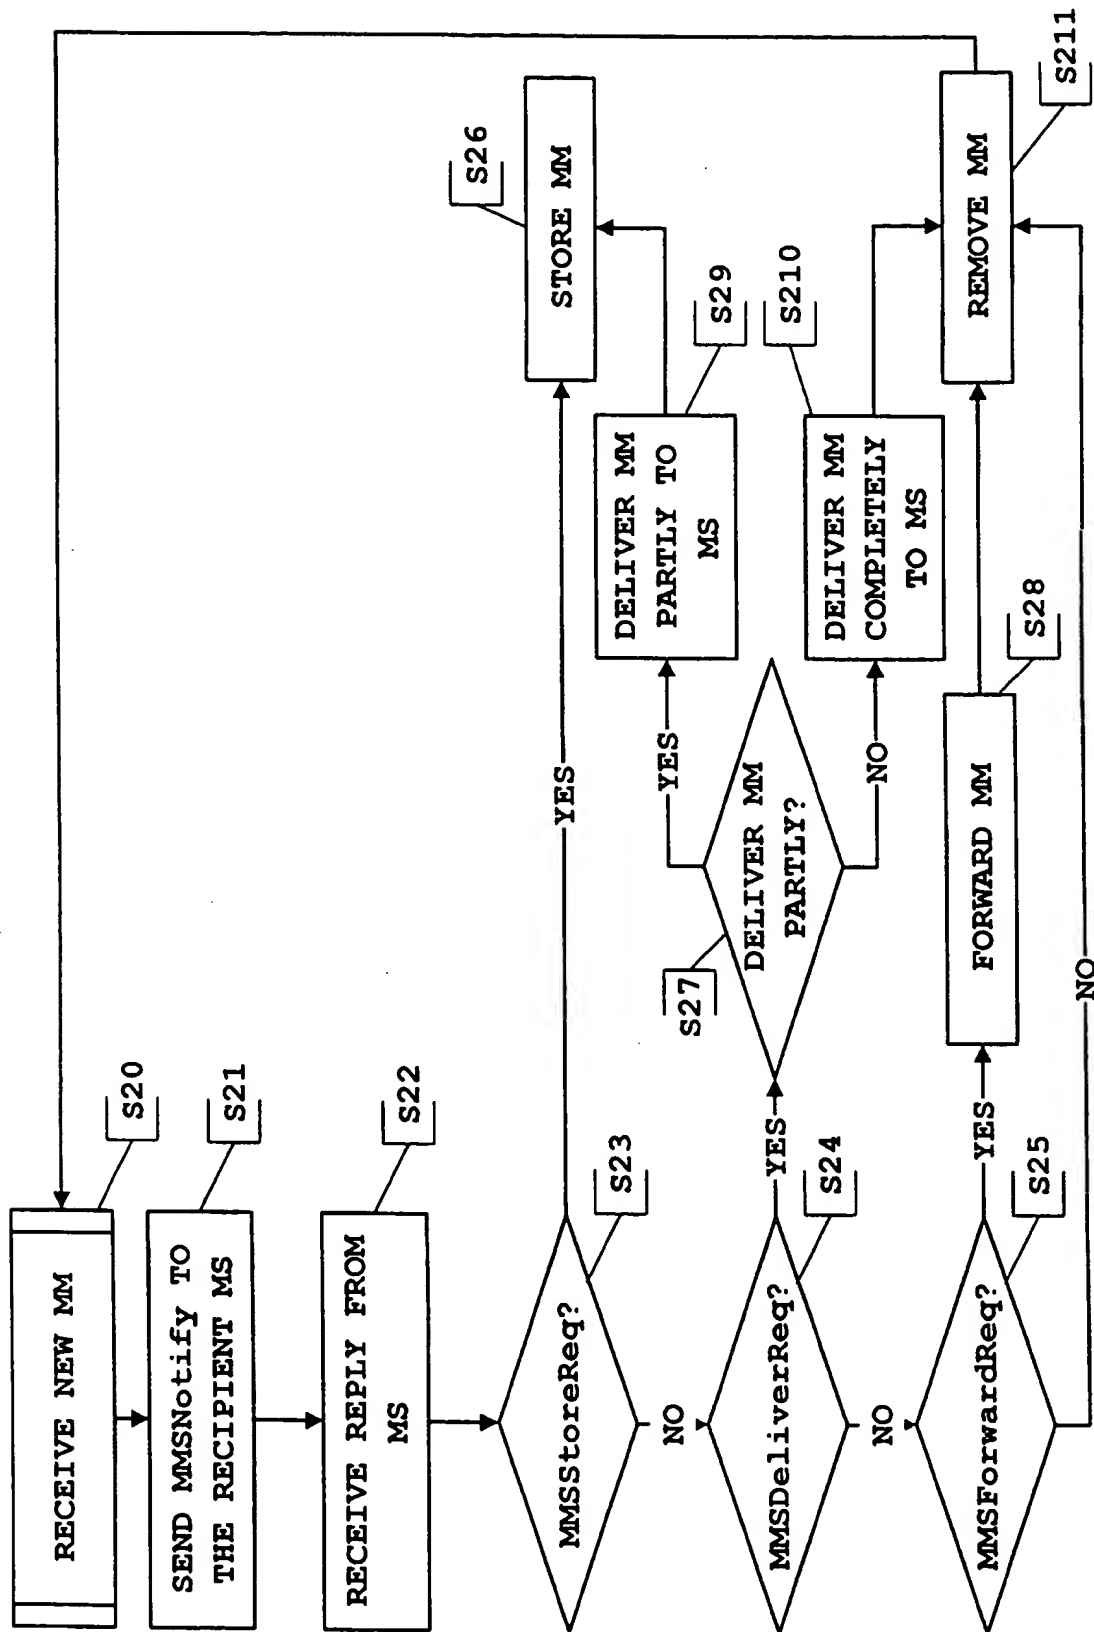 RECEIVE NEW MM
S20
SEND MMSNotify TO
THE RECIPIENT MS
S21
RECEIVE REPLY FROM
MS
S22
MMSStoreReq?
S23
YES
STORE MM
S26
NO
MMSDeliverReq?
S24
YES
DELIVER MM
PARTLY?
S27
YES
DELIVER MM
PARTLY TO
MS
S29
NO
DELIVER MM
COMPLETELY
TO MS
S210
NO
MMSForwardReq?
S25
YES
FORWARD MM
S28
REMOVE MM
S211
NO